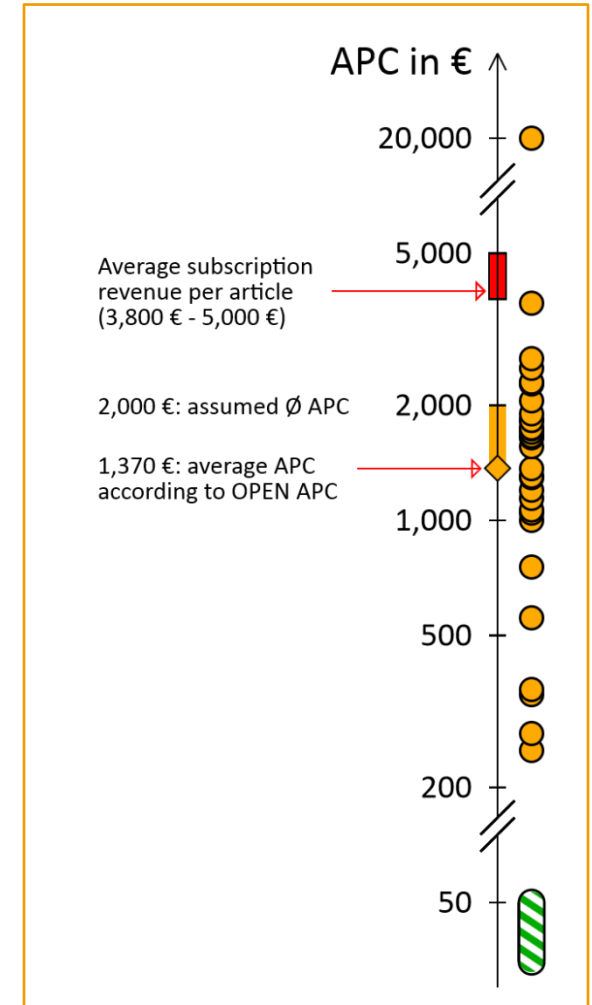 APC in €
20,000
5,000
Average subscription
revenue per article
(3,800 € - 5,000 €)
2,000 €: assumed Ø APC
2,000
1,370 €: average APC
according to OPEN APC
1,000
500
200
50